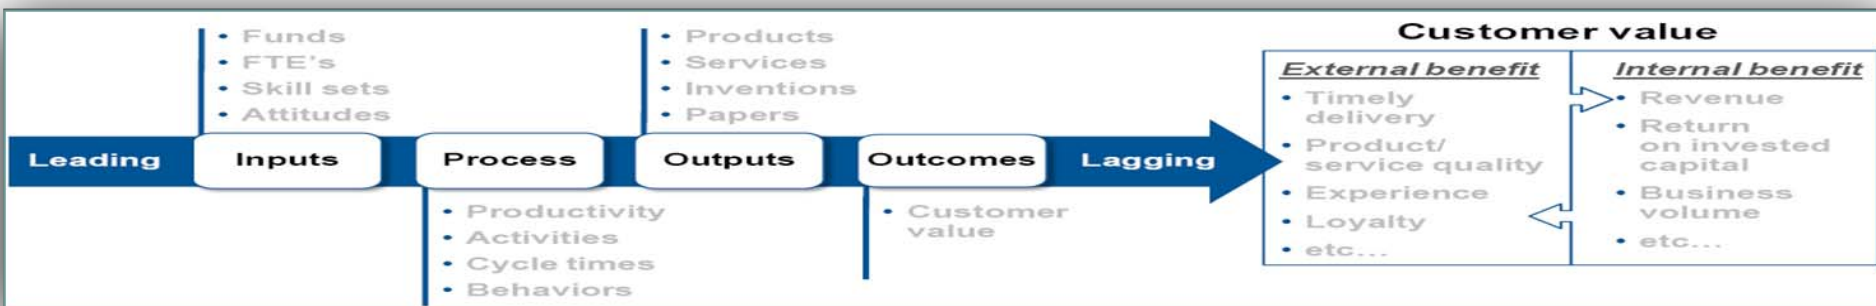 • Funds
• FTE's
• Skill sets
• Attitudes
• Products
• Services
• Inventions
• Papers
Leading
Inputs
Process
Outputs
Outcomes
Lagging
• Productivity
• Activities
• Cycle times
• Behaviors
• Customer
value
Customer value
External benefit
• Timely
delivery
• Product/
service quality
• Experience
• Loyalty
• etc...
Internal benefit
• Revenue
• Return
on invested
capital
• Business
volume
• etc...